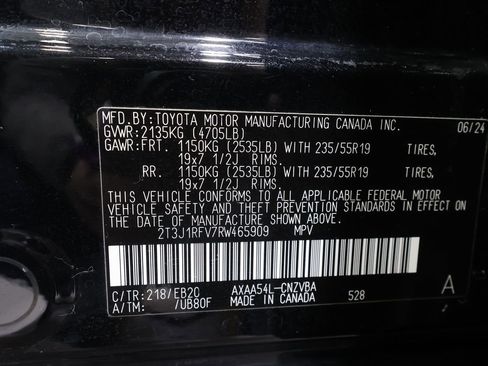 MFD.BY:TOYOTA MOTOR MANUFACTURING CANADA INC. 06/24
GVWR:2135KG (4705LB)
GAWR:FRT. 1150KG (2535LB) WITH 235/55R19 TIRES,
19x7 1/2J RIMS.
RR. 1150KG (2535LB) WITH 235/55R19 TIRES,
19x7 1/2J RIMS.
THIS VEHICLE CONFORMS TO ALL APPLICABLE FEDERAL MOTOR
VEHICLE SAFETY AND THEFT PREVENTION STANDARDS IN EFFECT ON
THE DATE OF MANUFACTURE SHOWN ABOVE.
2T3J1RFV7RW465909 MPV
C/TR:218/EB20 AXAA54L-CNZVBA A
A/TM: /UB80F MADE IN CANADA 528